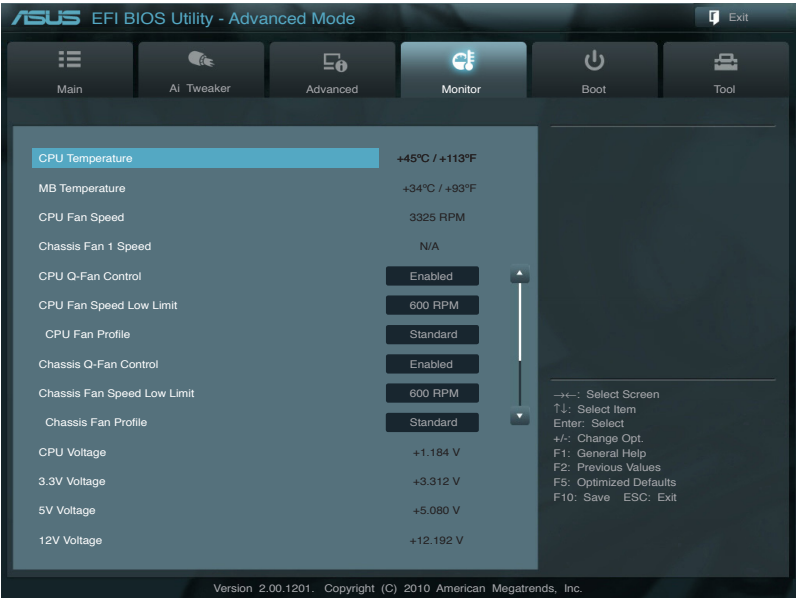 ASUS EFI BIOS Utility - Advanced Mode
Exit
Main
Ai Tweaker
Advanced
Monitor
Boot
Tool
CPU Temperature +45ºC / +113ºF
MB Temperature +34ºC / +93ºF
CPU Fan Speed 3325 RPM
Chassis Fan 1 Speed N/A
CPU Q-Fan Control Enabled
CPU Fan Speed Low Limit 600 RPM
CPU Fan Profile Standard
Chassis Q-Fan Control Enabled
Chassis Fan Speed Low Limit 600 RPM
Chassis Fan Profile Standard
CPU Voltage +1.184 V
3.3V Voltage +3.312 V
5V Voltage +5.080 V
12V Voltage +12.192 V
→←: Select Screen
↑↓: Select Item
Enter: Select
+/-: Change Opt.
F1: General Help
F2: Previous Values
F5: Optimized Defaults
F10: Save ESC: Exit
Version 2.00.1201. Copyright (C) 2010 American Megatrends, Inc.